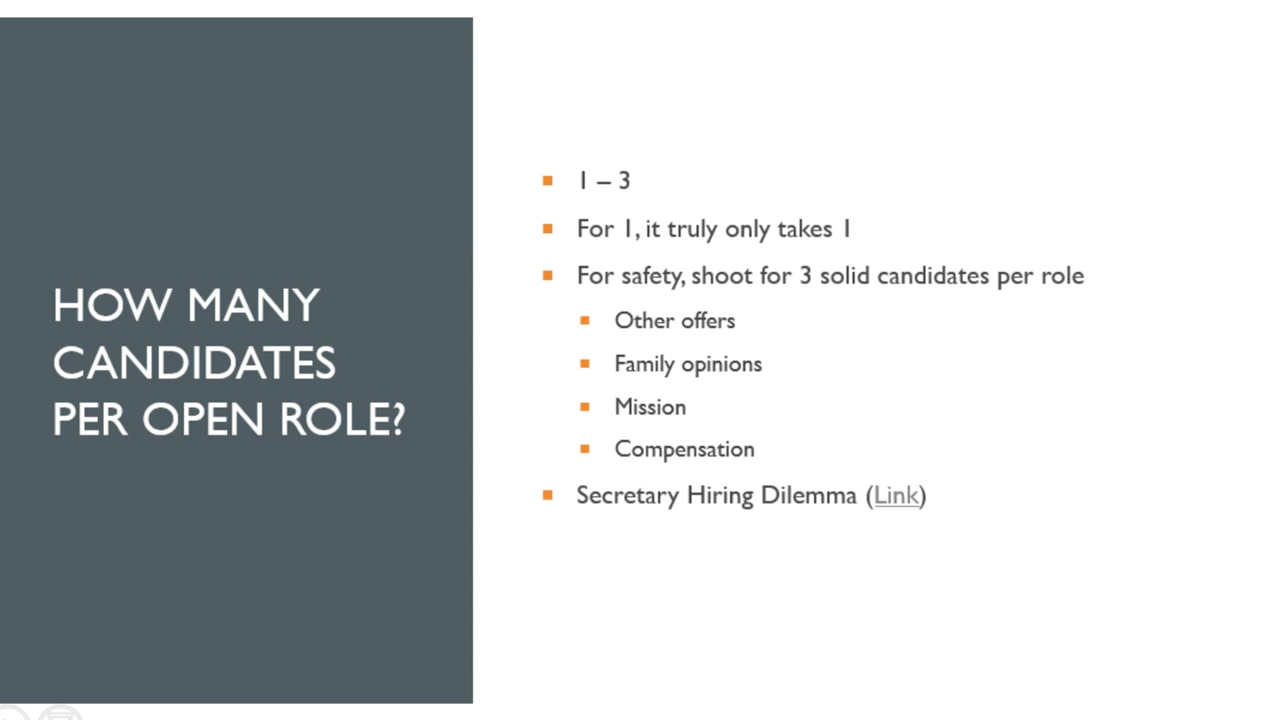 HOW MANY
CANDIDATES
PER OPEN ROLE?
1 – 3
For 1, it truly only takes 1
For safety, shoot for 3 solid candidates per role
Other offers
Family opinions
Mission
Compensation
Secretary Hiring Dilemma (Link)